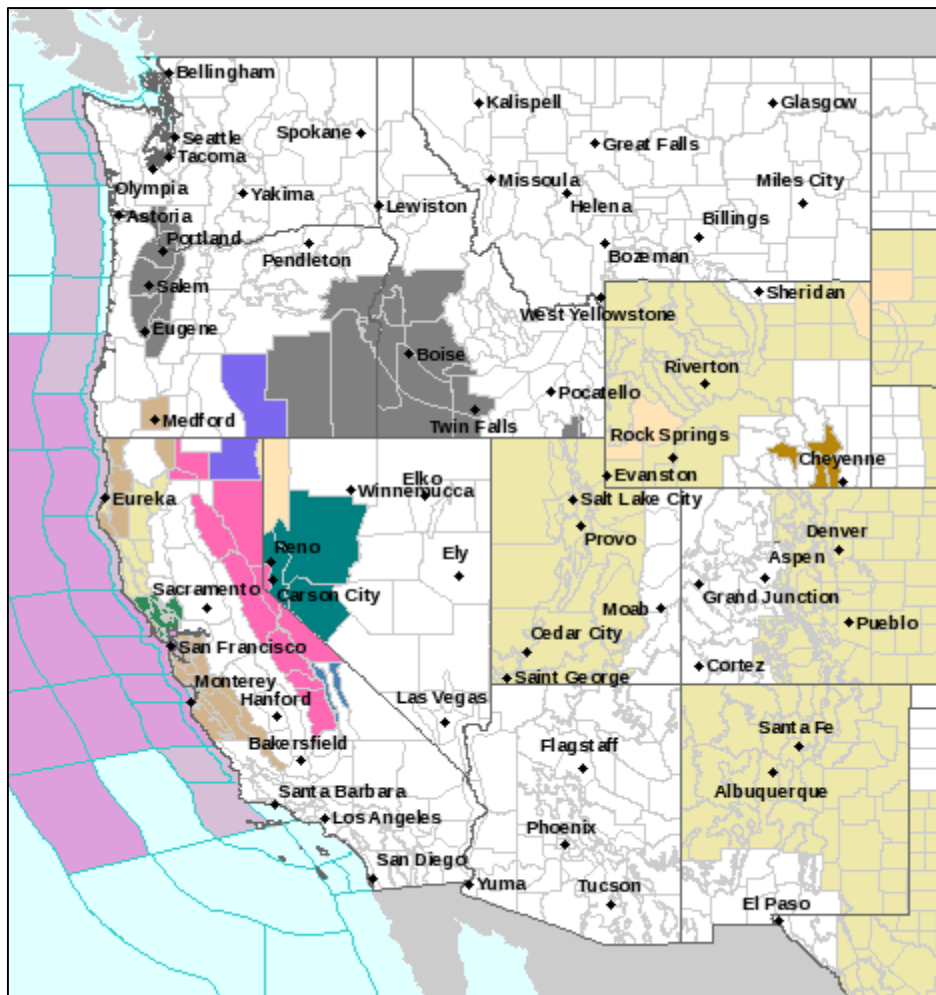 Bellingham
Kalispell
Glasgow
Seattle
Spokane
Great Falls
Tacoma
Olympia
Yakima
Missoula
Miles City
Lewiston
Helena
Astoria
Billings
Portland
Pendleton
Bozeman
Salem
Sheridan
West Yellowstone
Eugene
Boise
Riverton
Pocatello
Medford
Twin Falls
Rock Springs
Cheyenne
Evanston
Elko
Winnemucca
Eureka
Salt Lake City
Denver
Provo
Reno
Ely
Aspen
Sacramento
Carson City
Grand Junction
Moab
Pueblo
Cedar City
San Francisco
Cortez
Saint George
Monterey
Hanford
Las Vegas
Santa Fe
Bakersfield
Flagstaff
Albuquerque
Santa Barbara
Los Angeles
Phoenix
San Diego
Yuma
Tucson
El Paso